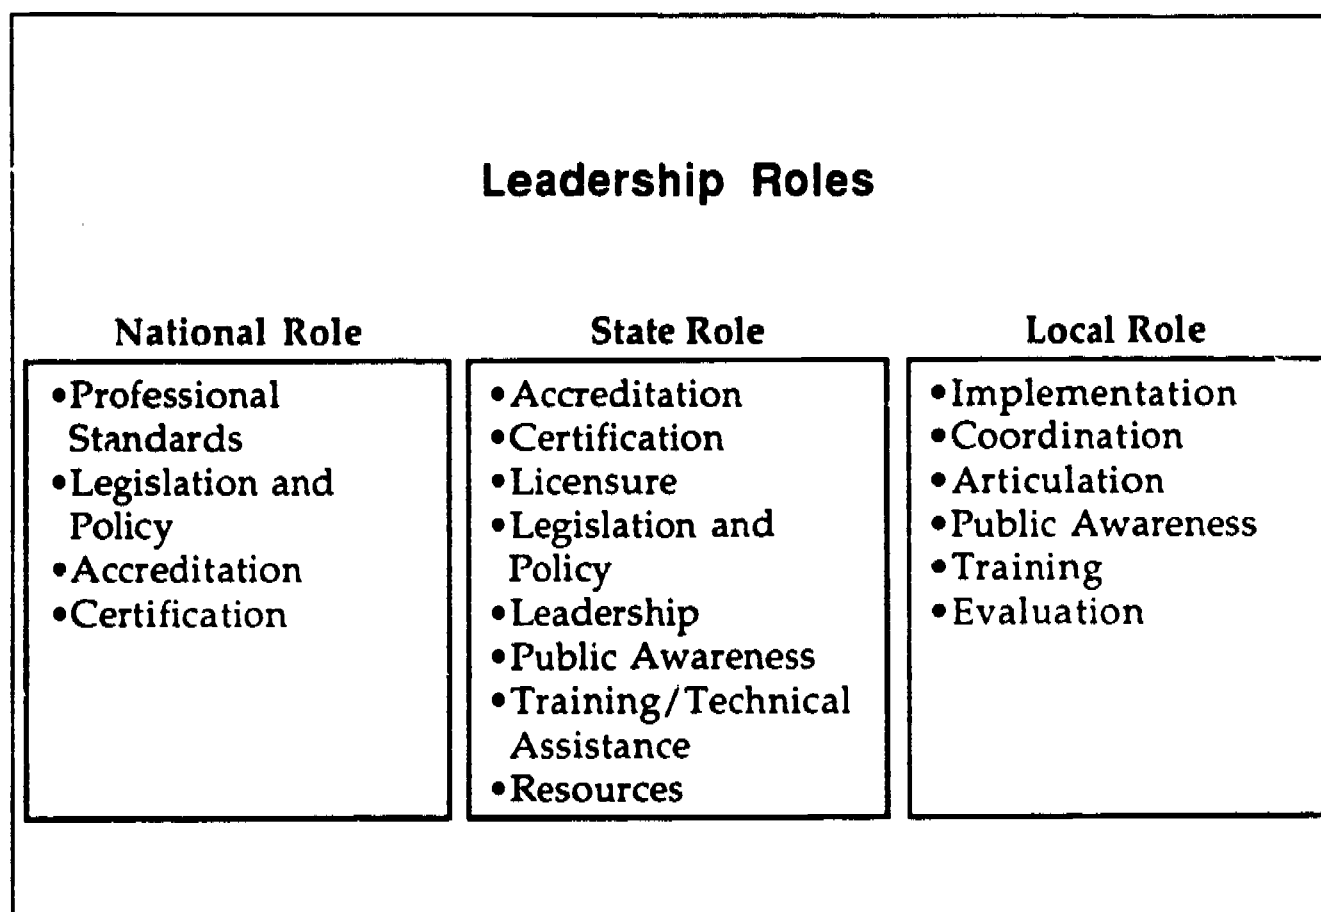 Leadership Roles
National Role
•Professional
Standards
•Legislation and
Policy
•Accreditation
•Certification
State Role
•Accreditation
•Certification
•Licensure
•Legislation and
Policy
•Leadership
•Public Awareness
•Training/Technical
Assistance
•Resources
Local Role
•Implementation
•Coordination
•Articulation
•Public Awareness
•Training
•Evaluation